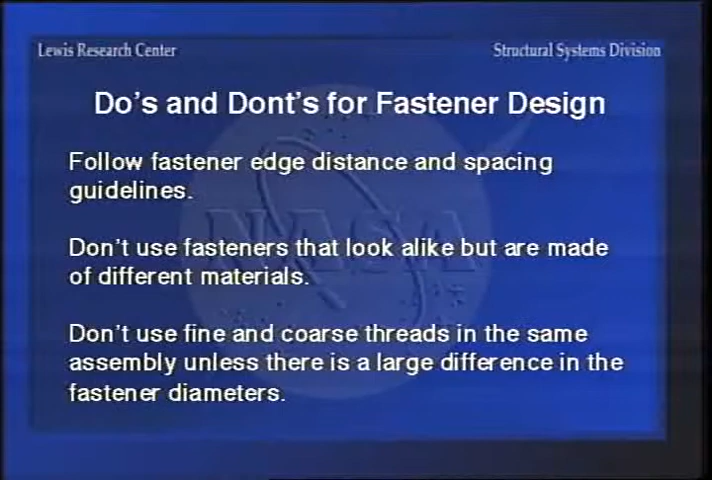 Lewis Research Center
Structural Systems Division
Do's and Dont's for Fastener Design
Follow fastener edge distance and spacing
guidelines.
Don't use fasteners that look alike but are made
of different materials.
Don't use fine and coarse threads in the same
assembly unless there is a large difference in the
fastener diameters.
NASA